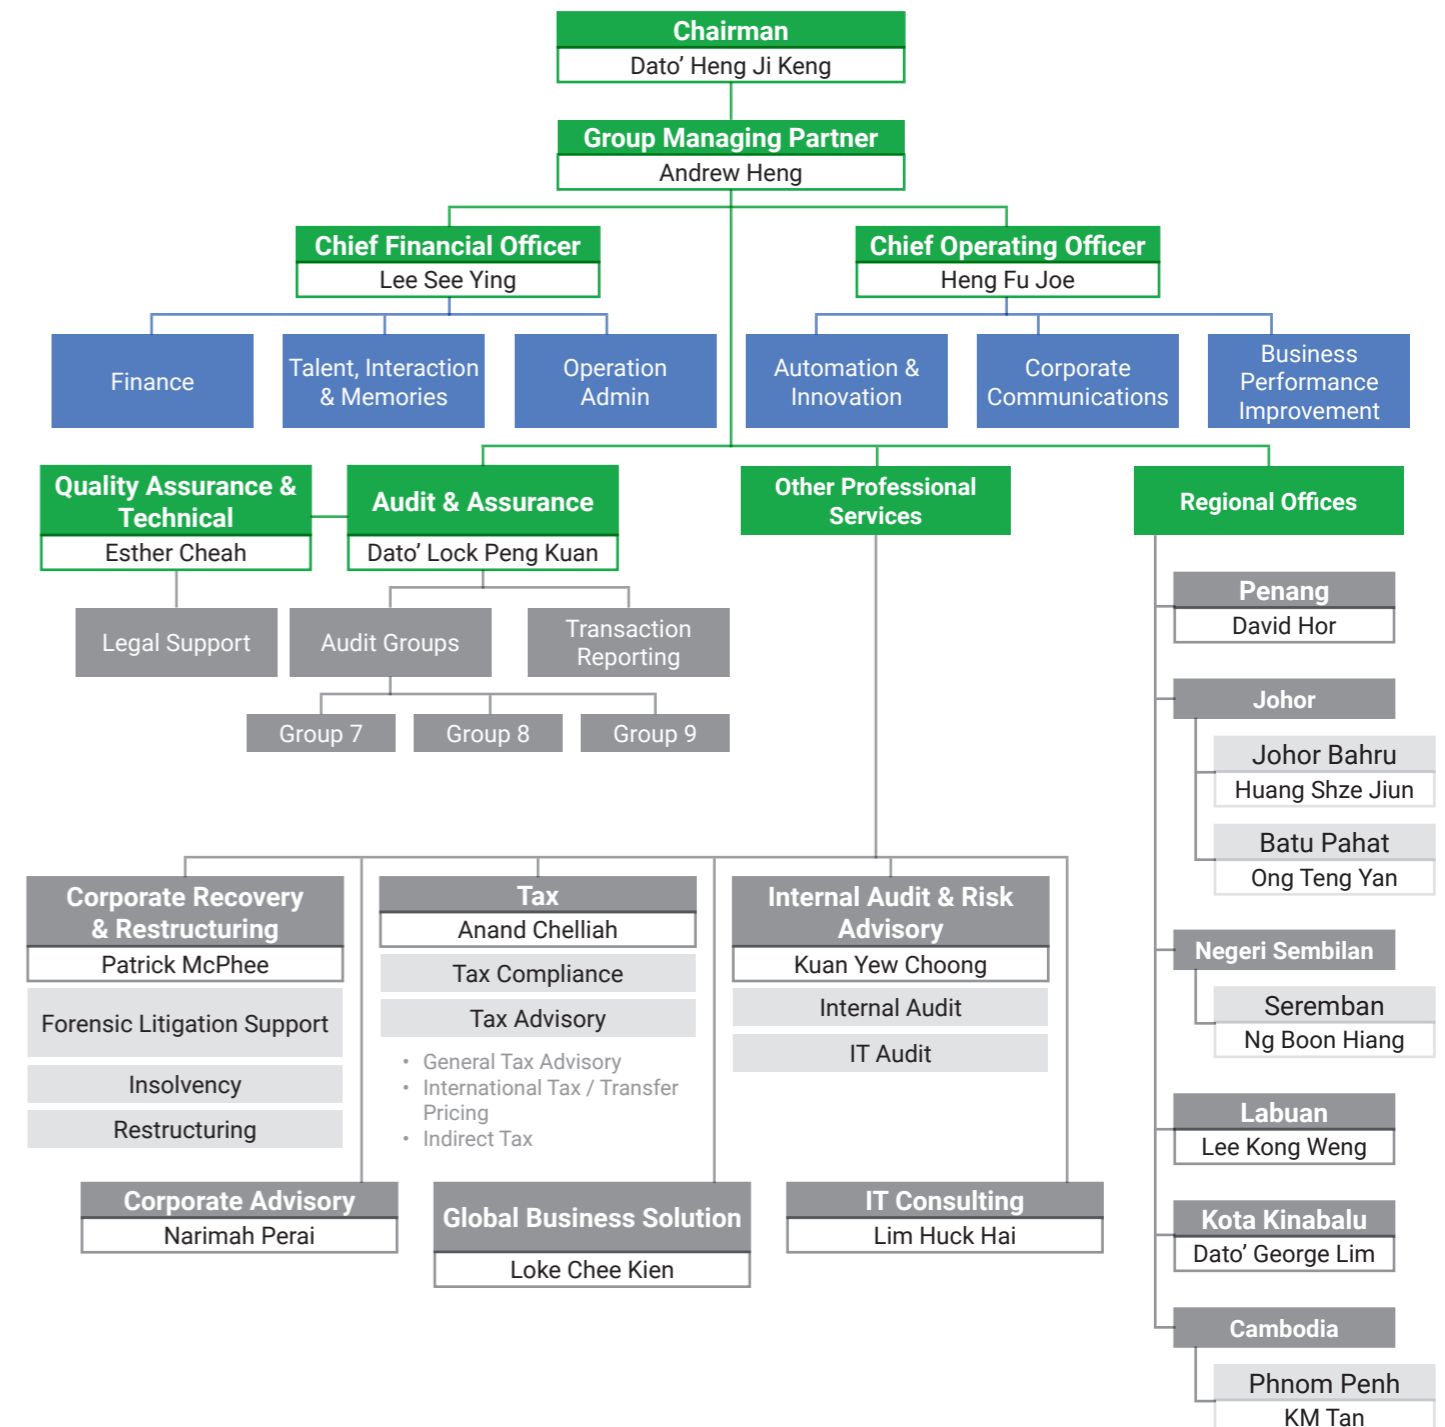 Chairman
Dato’ Heng Ji Keng
Group Managing Partner
Andrew Heng
Chief Financial Officer
Lee See Ying
Chief Operating Officer
Heng Fu Joe
Finance
Talent, Interaction
& Memories
Operation
Admin
Automation &
Innovation
Corporate
Communications
Business
Performance
Improvement
Quality Assurance &
Technical
Esther Cheah
Audit & Assurance
Dato’ Lock Peng Kuan
Other Professional
Services
Regional Offices
Legal Support
Audit Groups
Transaction
Reporting
Group 7
Group 8
Group 9
Penang
David Hor
Johor
Johor Bahru
Huang Shze Jiun
Batu Pahat
Ong Teng Yan
Negeri Sembilan
Seremban
Ng Boon Hiang
Labuan
Lee Kong Weng
Kota Kinabalu
Dato’ George Lim
Cambodia
Phnom Penh
KM Tan
Corporate Recovery
& Restructuring
Patrick McPhee
Forensic Litigation Support
Insolvency
Restructuring
Tax
Anand Chelliah
Tax Compliance
Tax Advisory
• General Tax Advisory
• International Tax / Transfer
Pricing
• Indirect Tax
Internal Audit & Risk
Advisory
Kuan Yew Choong
Internal Audit
IT Audit
Corporate Advisory
Narimah Perai
Global Business Solution
Loke Chee Kien
IT Consulting
Lim Huck Hai